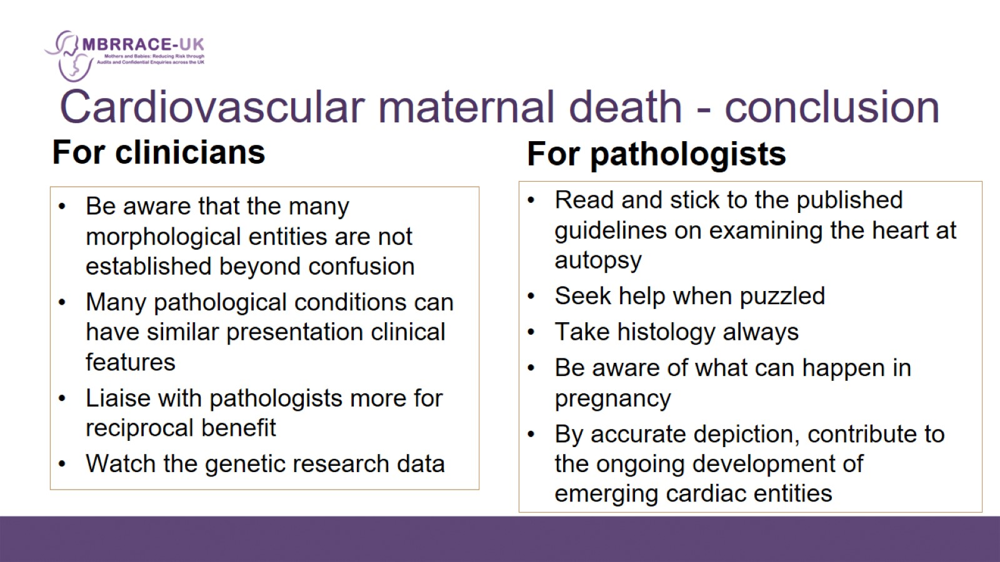 MBRRACE-UK
Mothers and Babies: Reducing Risk through
Audits and Confidential Enquiries across the UK
Cardiovascular maternal death - conclusion
For clinicians
• Be aware that the many
morphological entities are not
established beyond confusion
• Many pathological conditions can
have similar presentation clinical
features
• Liaise with pathologists more for
reciprocal benefit
• Watch the genetic research data
For pathologists
• Read and stick to the published
guidelines on examining the heart at
autopsy
• Seek help when puzzled
• Take histology always
• Be aware of what can happen in
pregnancy
• By accurate depiction, contribute to
the ongoing development of
emerging cardiac entities